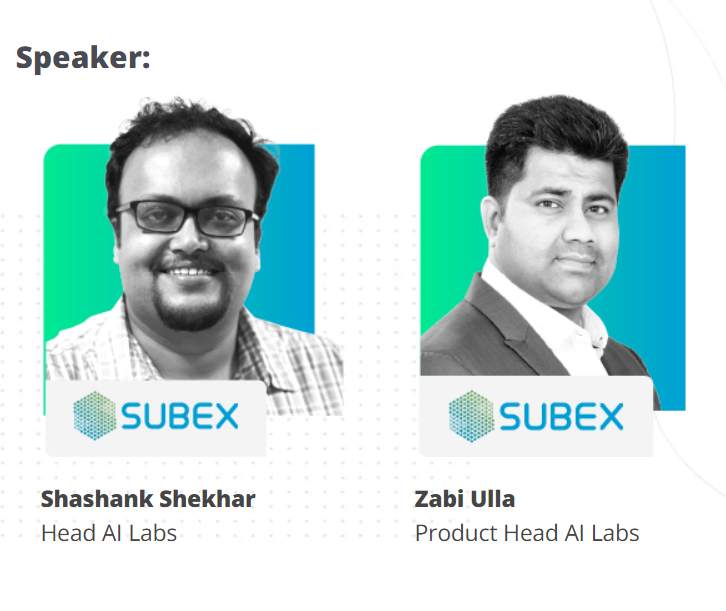 Speaker:
SUBEX
SUBEX
Shashank Shekhar
Head AI Labs
Zabi Ulla
Product Head AI Labs